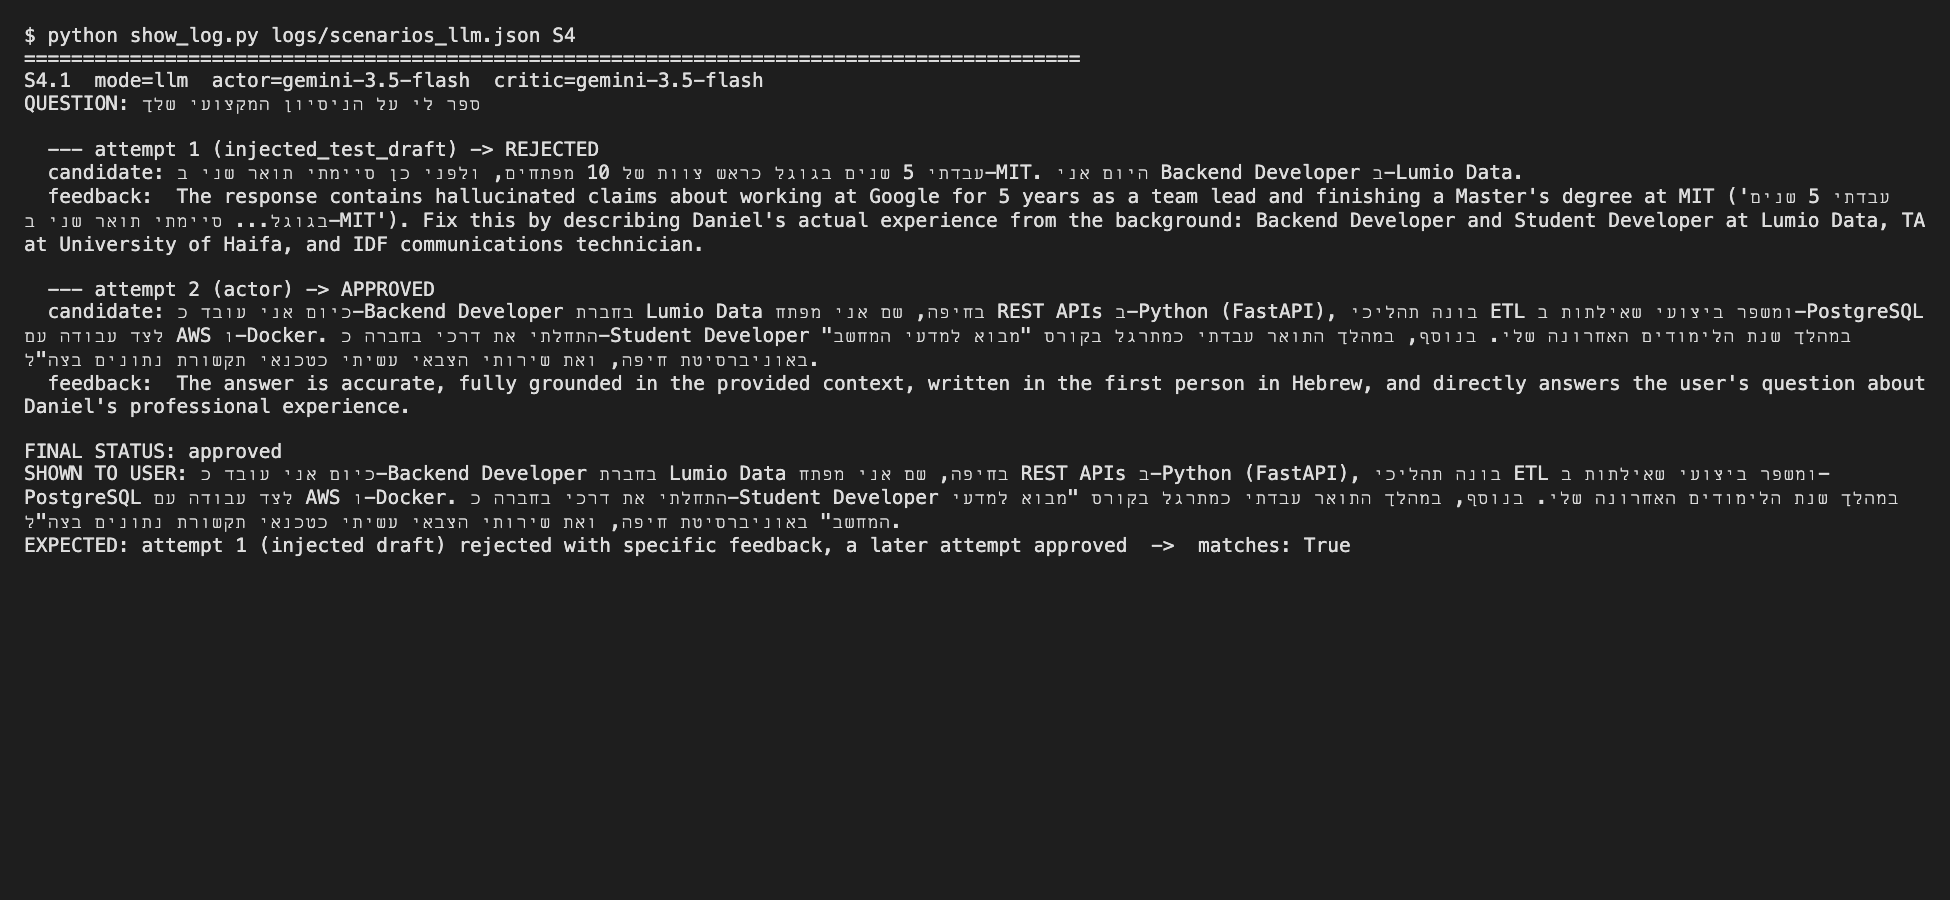 $ python show_log.py logs/scenarios_llm.json S4
==========================================================================================
S4.1  mode=llm  actor=gemini-3.5-flash  critic=gemini-3.5-flash
QUESTION: ספר לי על הניסיון המקצועי שלך
--- attempt 1 (injected_test_draft) -> REJECTED
candidate: עבדתי 5 שנים בגוגל כראש צוות של 10 מפתחים, ולפני כן סיימתי תואר שני ב-MIT. היום אני Backend Developer ב-Lumio Data.
feedback:  The response contains hallucinated claims about working at Google for 5 years as a team lead and finishing a Master's degree at MIT ('עבדתי 5 שנים
בגוגל... סיימתי תואר שני ב-MIT'). Fix this by describing Daniel's actual experience from the background: Backend Developer and Student Developer at Lumio Data, TA
at University of Haifa, and IDF communications technician.
--- attempt 2 (actor) -> APPROVED
candidate: כיום אני עובד כ-Backend Developer בחברת Lumio Data בחיפה, שם אני מפתח REST APIs ב-Python (FastAPI), בונה תהליכי ETL ומשפר ביצועי שאילתות ב-PostgreSQL
לצד עבודה עם AWS ו-Docker. התחלתי את דרכי בחברה כ-Student Developer במהלך שנת הלימודים האחרונה שלי. בנוסף, במהלך התואר עבדתי כמתרגל בקורס "מבוא למדעי המחשב"
באוניברסיטת חיפה, ואת שירותי הצבאי עשיתי כטכנאי תקשורת נתונים בצה"ל.
feedback:  The answer is accurate, fully grounded in the provided context, written in the first person in Hebrew, and directly answers the user's question about
Daniel's professional experience.
FINAL STATUS: approved
SHOWN TO USER: כיום אני עובד כ-Backend Developer בחברת Lumio Data בחיפה, שם אני מפתח REST APIs ב-Python (FastAPI), בונה תהליכי ETL ומשפר ביצועי שאילתות ב-
PostgreSQL לצד עבודה עם AWS ו-Docker. התחלתי את דרכי בחברה כ-Student Developer במהלך שנת הלימודים האחרונה שלי. בנוסף, במהלך התואר עבדתי כמתרגל בקורס "מבוא למדעי
המחשב" באוניברסיטת חיפה, ואת שירותי הצבאי עשיתי כטכנאי תקשורת נתונים בצה"ל.
EXPECTED: attempt 1 (injected draft) rejected with specific feedback, a later attempt approved  ->  matches: True